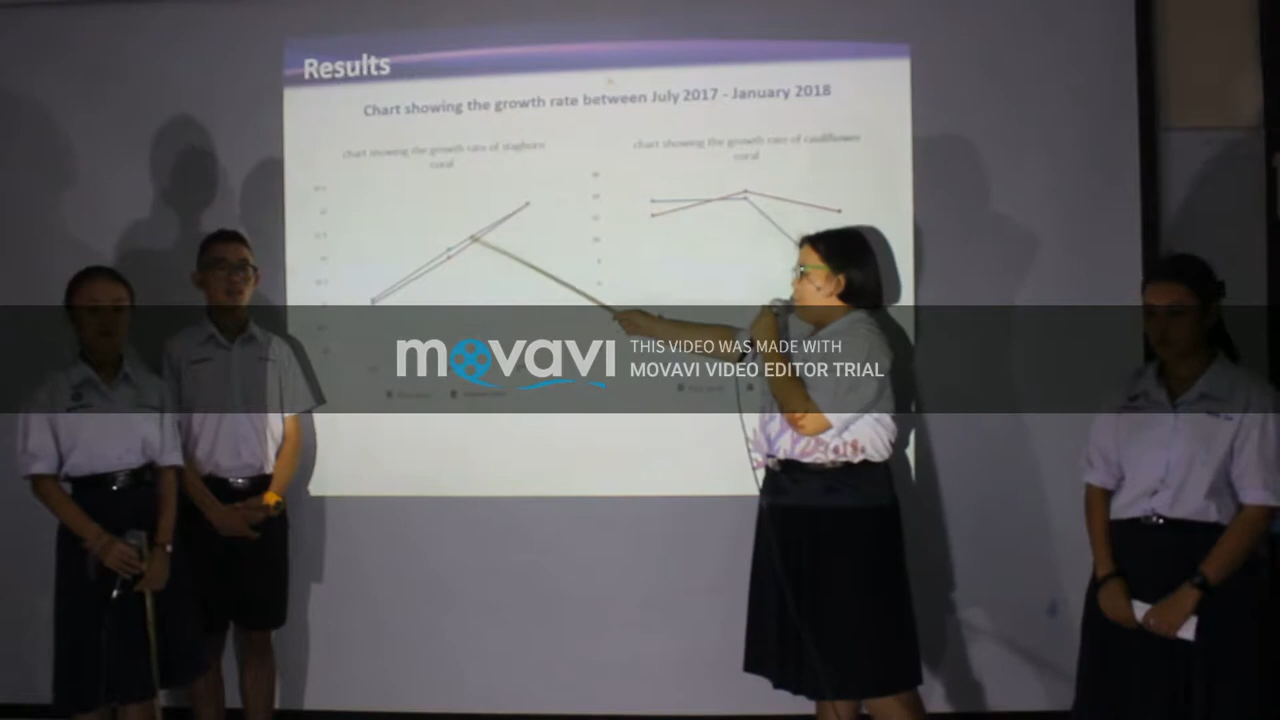 Results
Chart showing the growth rate between July 2017 - January 2018
chart showing the growth rate of staghorn
coral
chart showing the growth rate of cauliflower
coral
movavi
THIS VIDEO WAS MADE WITH
MOVAVI VIDEO EDITOR TRIAL